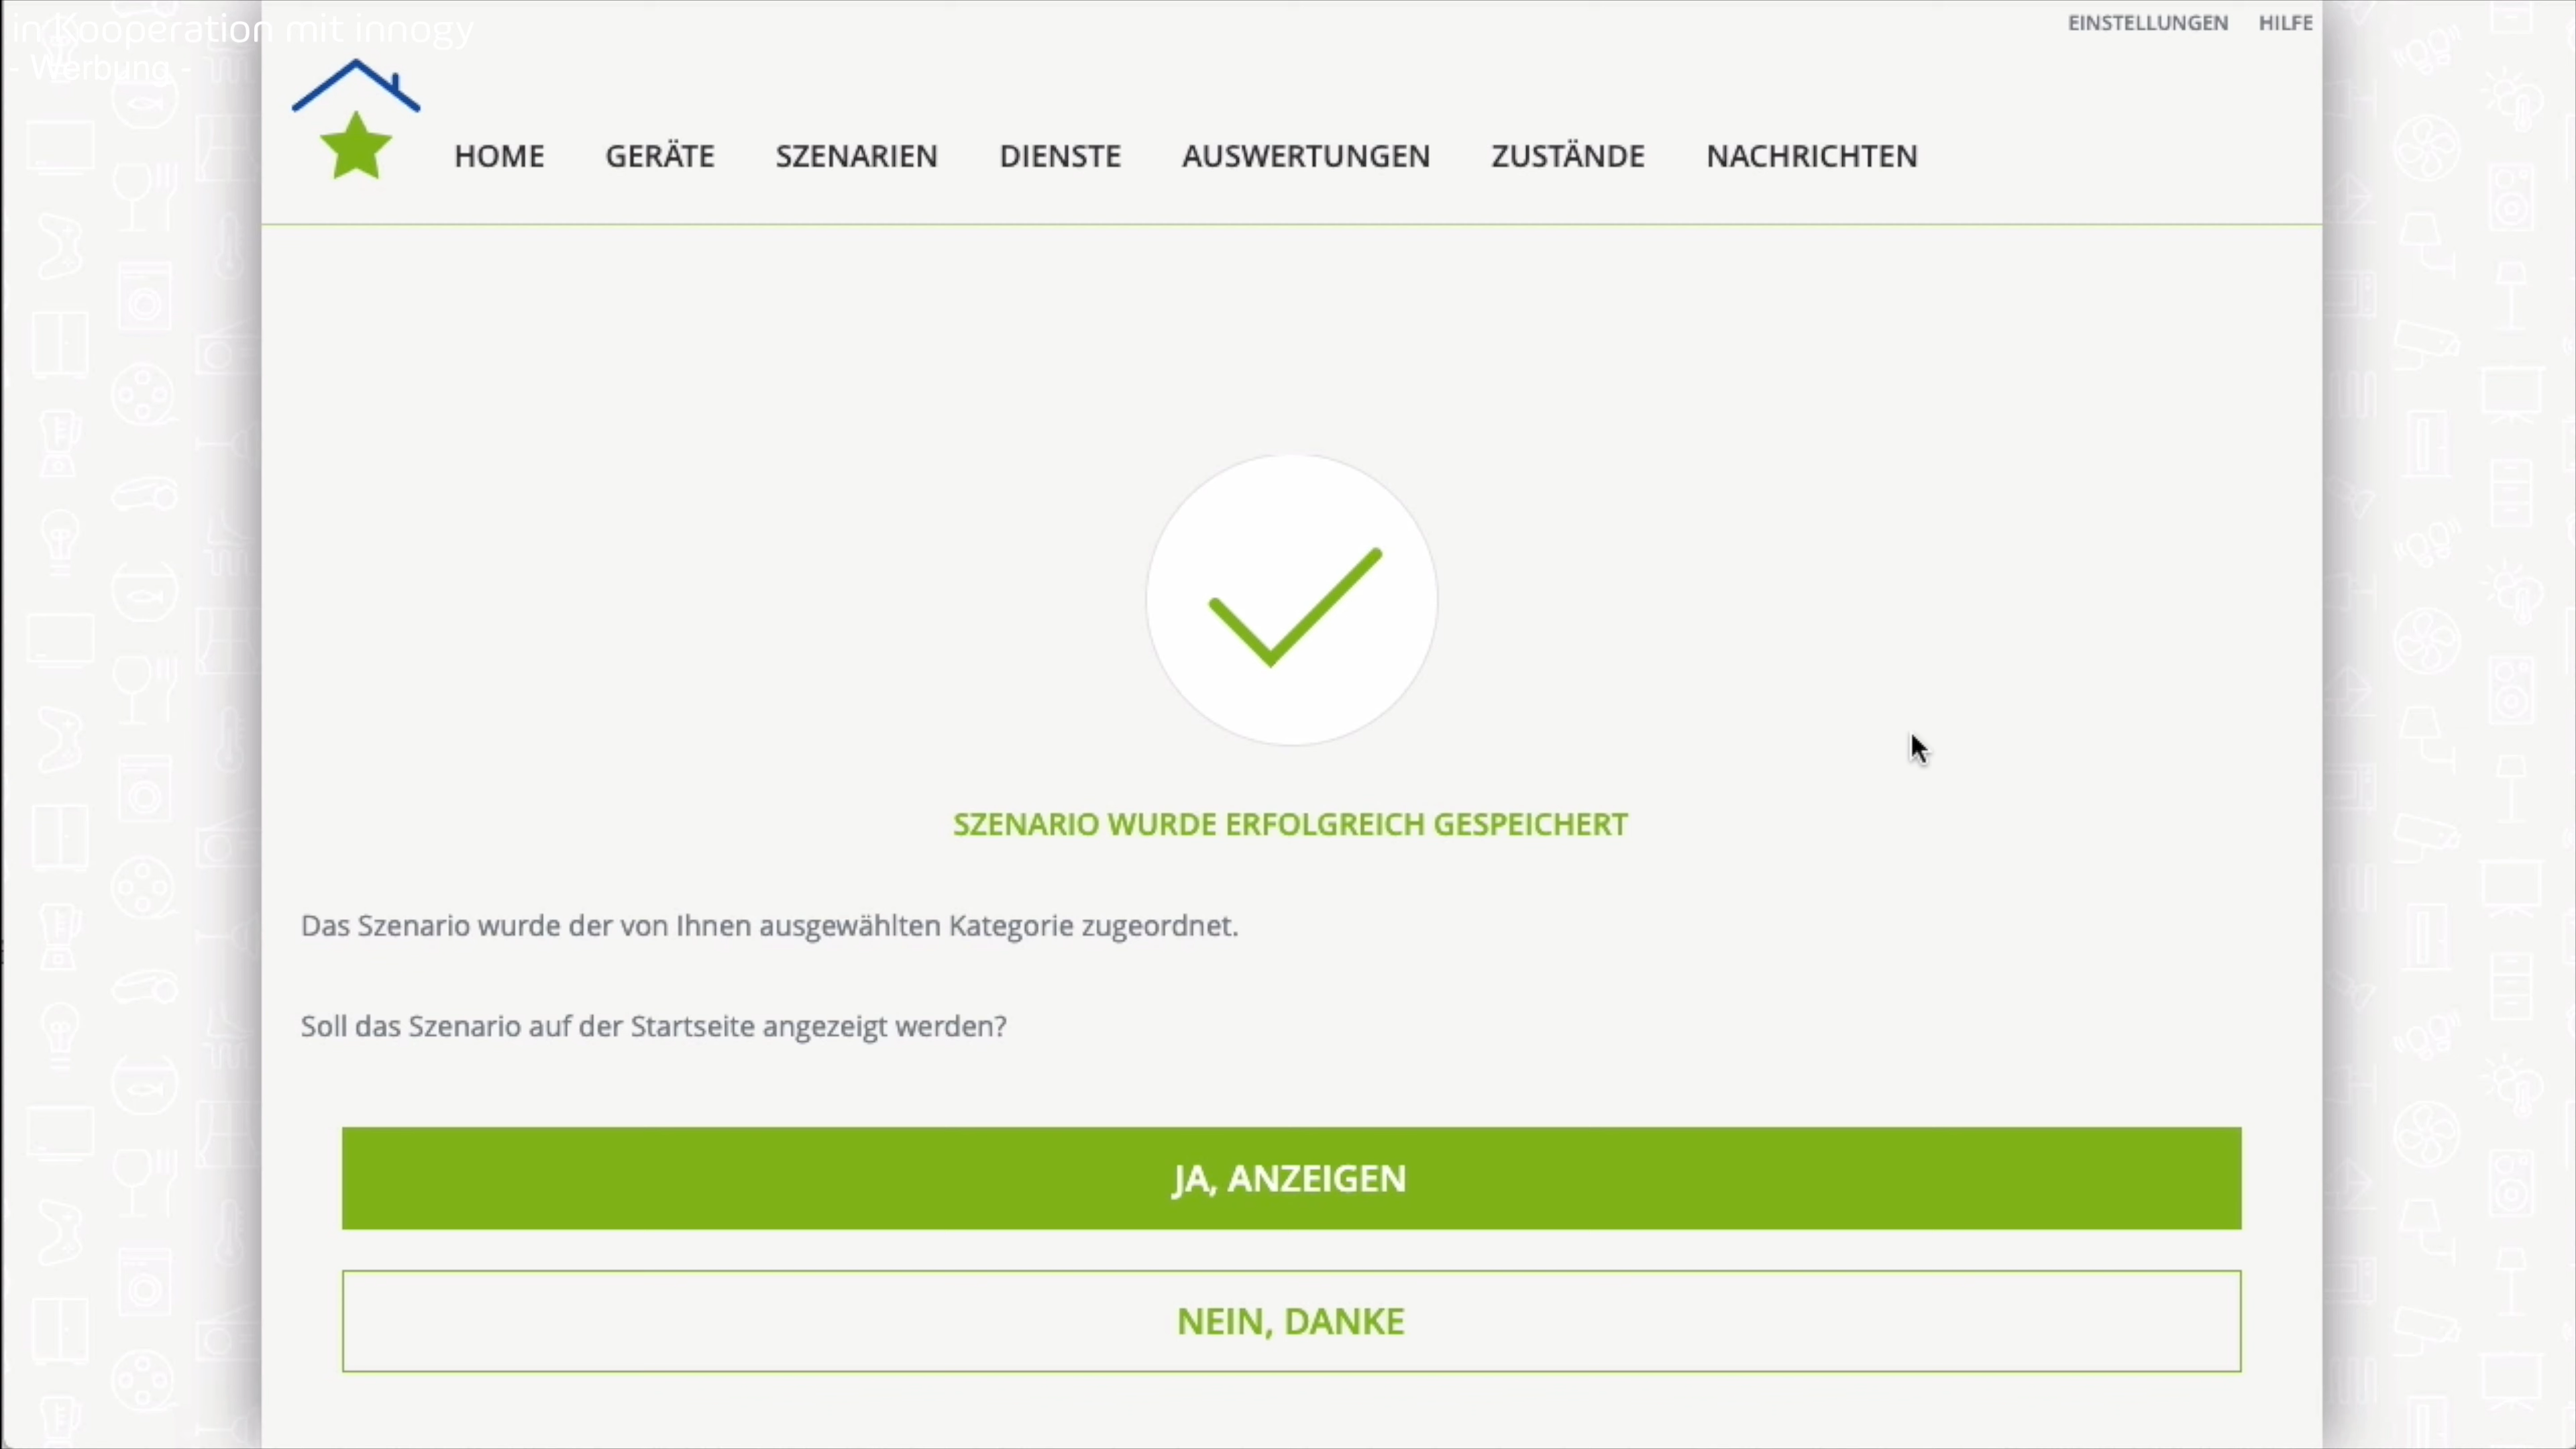 in Kooperation mit innogy
- Werbung -
EINSTELLUNGEN HILFE
HOME GERÄTE SZENARIEN DIENSTE AUSWERTUNGEN ZUSTÄNDE NACHRICHTEN
SZENARIO WURDE ERFOLGREICH GESPEICHERT
Das Szenario wurde der von Ihnen ausgewählten Kategorie zugeordnet.
Soll das Szenario auf der Startseite angezeigt werden?
JA, ANZEIGEN
NEIN, DANKE